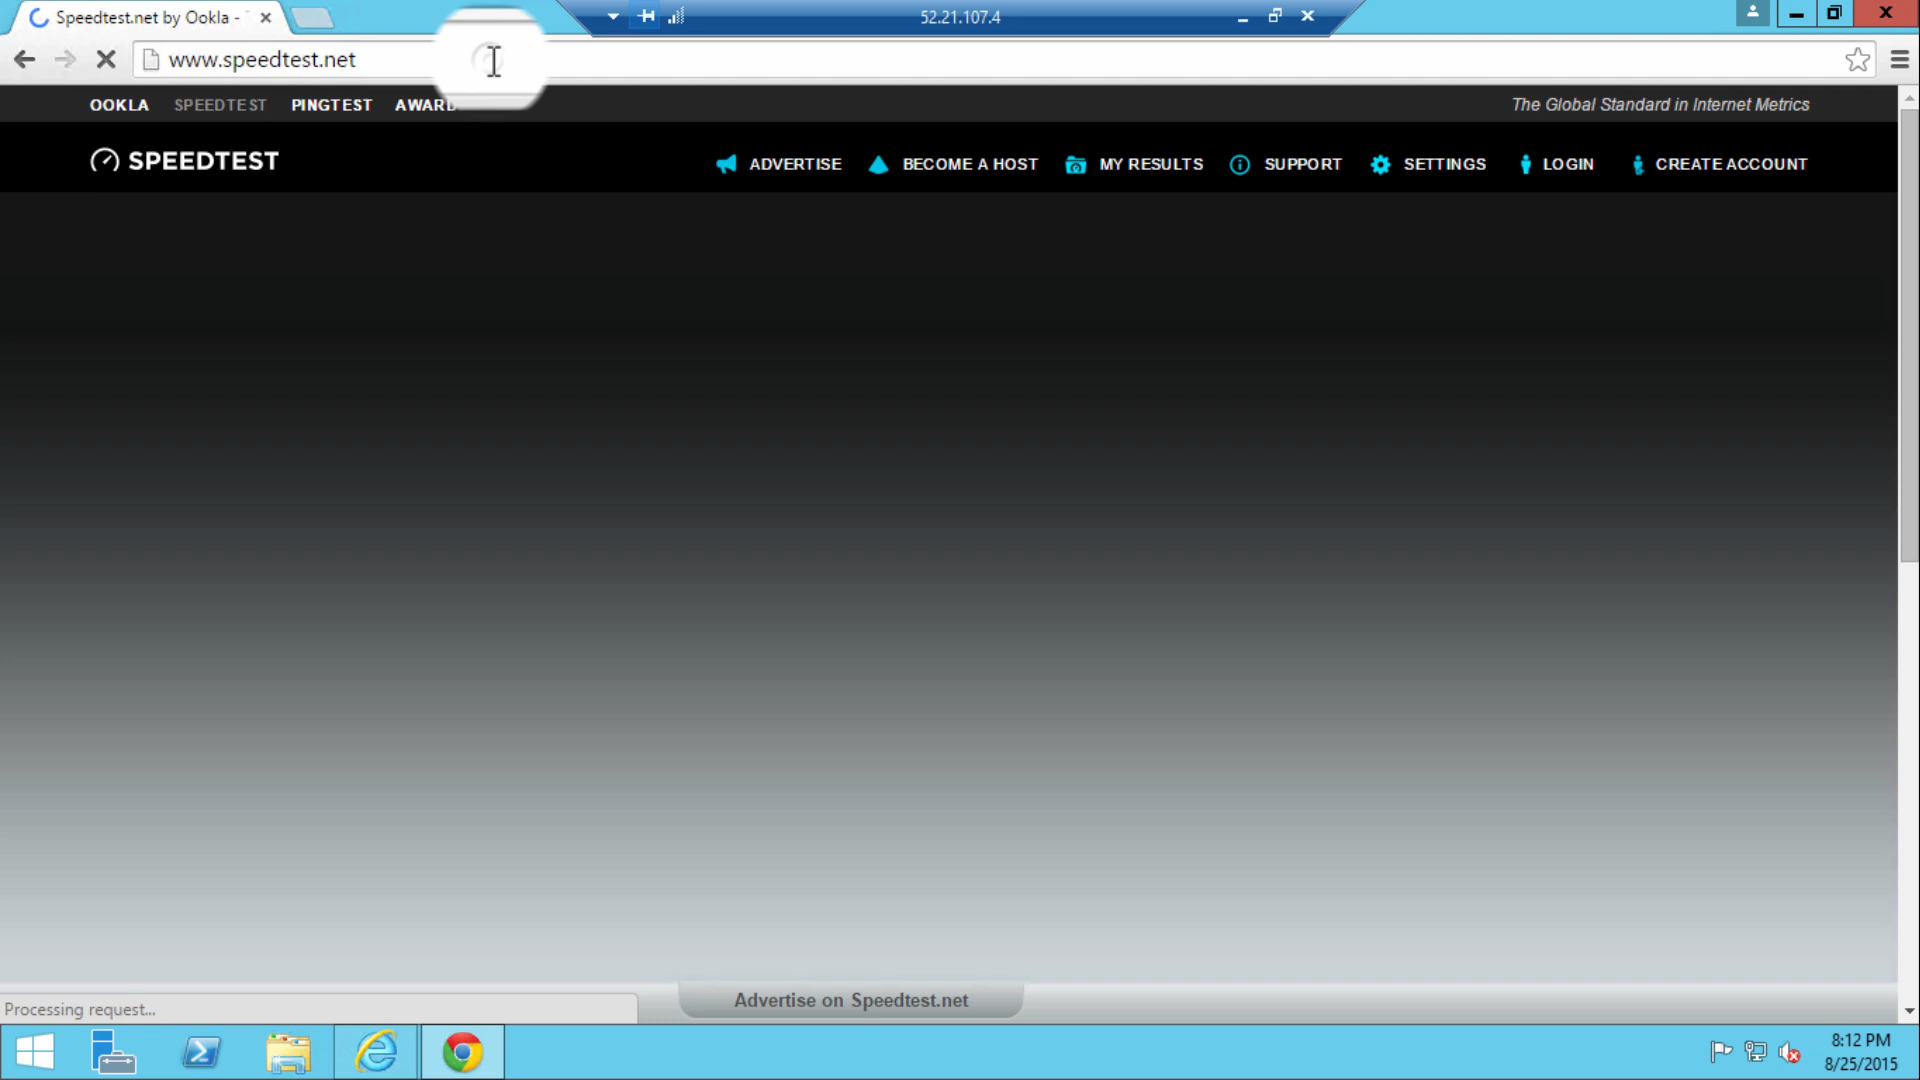 Speedtest.net by Ookla -
52.21.107.4
www.speedtest.net
OOKLA SPEEDTEST PINGTEST AWARD
The Global Standard in Internet Metrics
SPEEDTEST
ADVERTISE BECOME A HOST MY RESULTS SUPPORT SETTINGS LOGIN CREATE ACCOUNT
Advertise on Speedtest.net
Processing request...
8:12 PM
8/25/2015